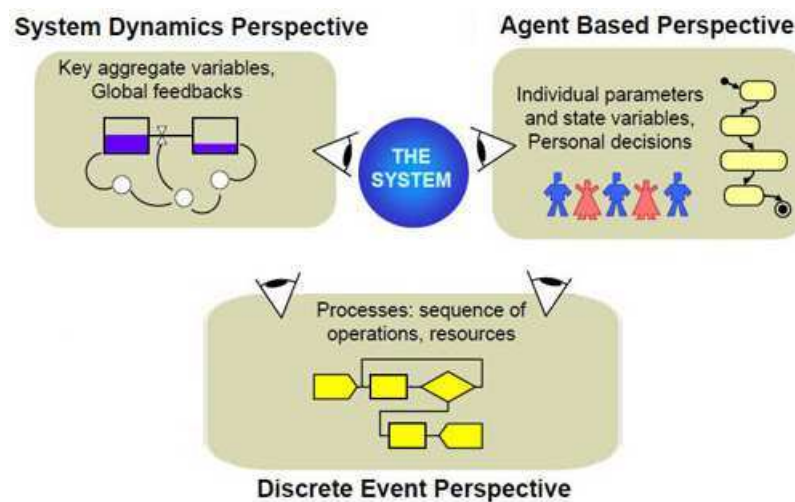 System Dynamics Perspective
Key aggregate variables,
Global feedbacks
THE
SYSTEM
Agent Based Perspective
Individual parameters
and state variables,
Personal decisions
Processes: sequence of
operations, resources
Discrete Event Perspective